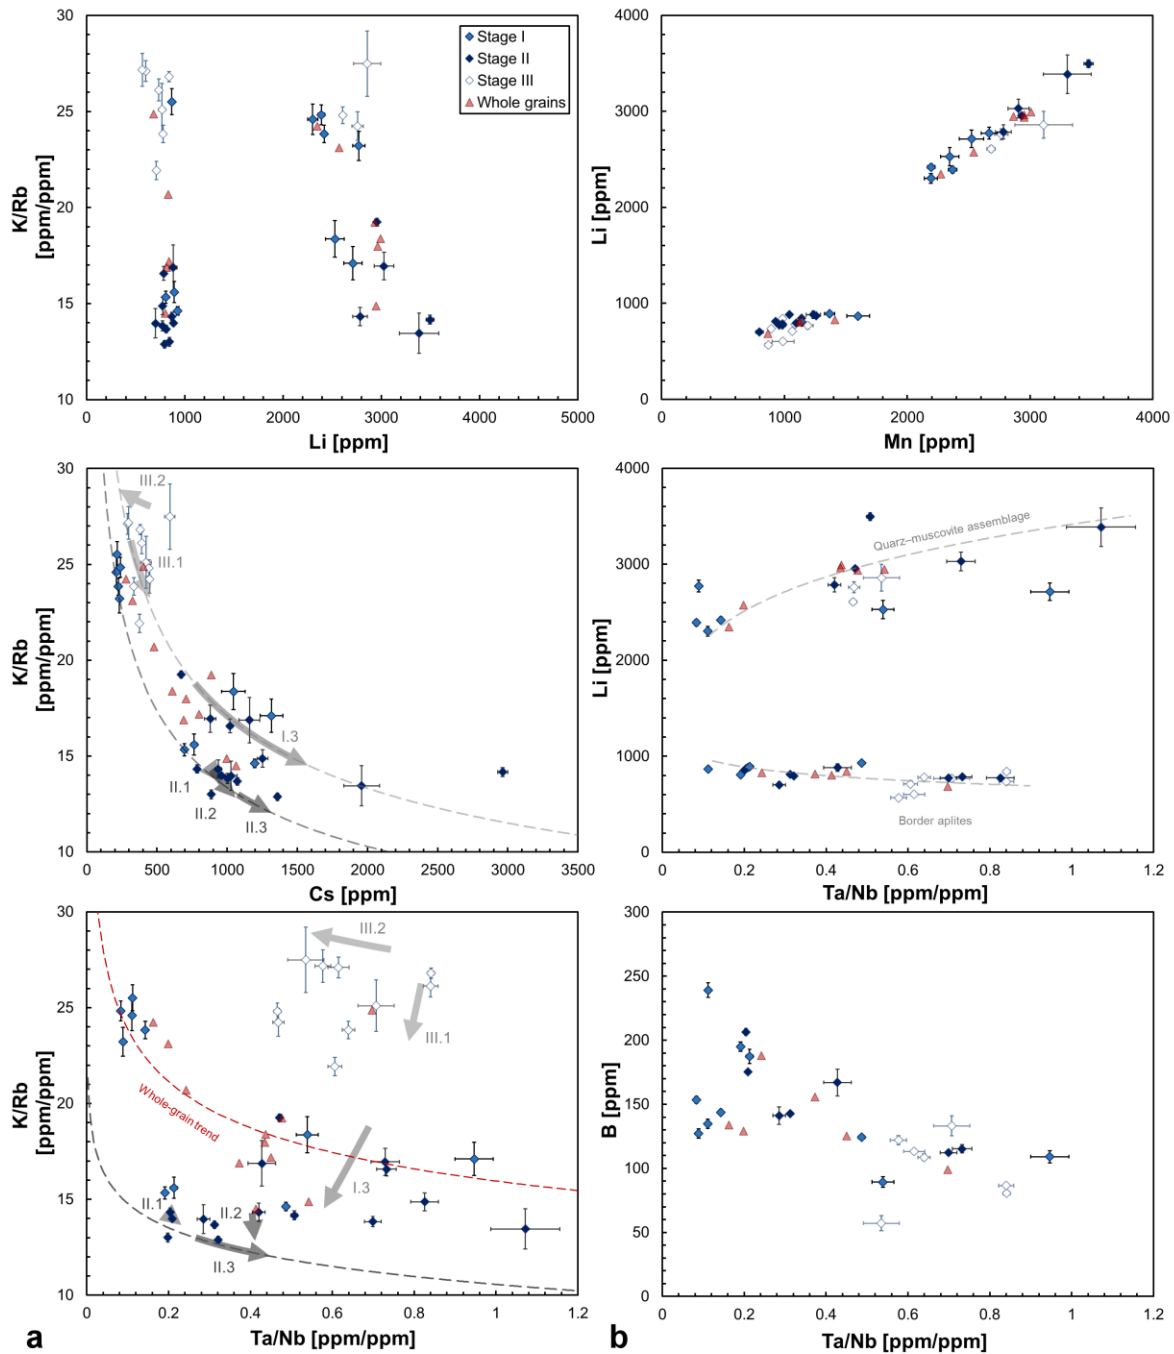 30
25
20
15
10
K/Rb
[ppm/ppm]
0
1000
2000
3000
4000
5000
Li [ppm]
Stage I
Stage II
Stage III
Whole grains
4000
3000
2000
1000
0
Li [ppm]
0
1000
2000
3000
4000
Mn [ppm]
30
25
20
15
10
K/Rb
[ppm/ppm]
III.2
III.1
I.3
II.1
II.2
II.3
0
500
1000
1500
2000
2500
3000
3500
Cs [ppm]
4000
3000
2000
1000
0
Li [ppm]
Quarz–muscovite assemblage
Border aplites
0
0.2
0.4
0.6
0.8
1
1.2
Ta/Nb [ppm/ppm]
30
25
20
15
10
K/Rb
[ppm/ppm]
III.2
III.1
Whole-grain trend
I.3
II.1
II.2
II.3
0
0.2
0.4
0.6
0.8
1
1.2
Ta/Nb [ppm/ppm]
300
250
200
150
100
50
0
B [ppm]
0
0.2
0.4
0.6
0.8
1
1.2
Ta/Nb [ppm/ppm]
a
b